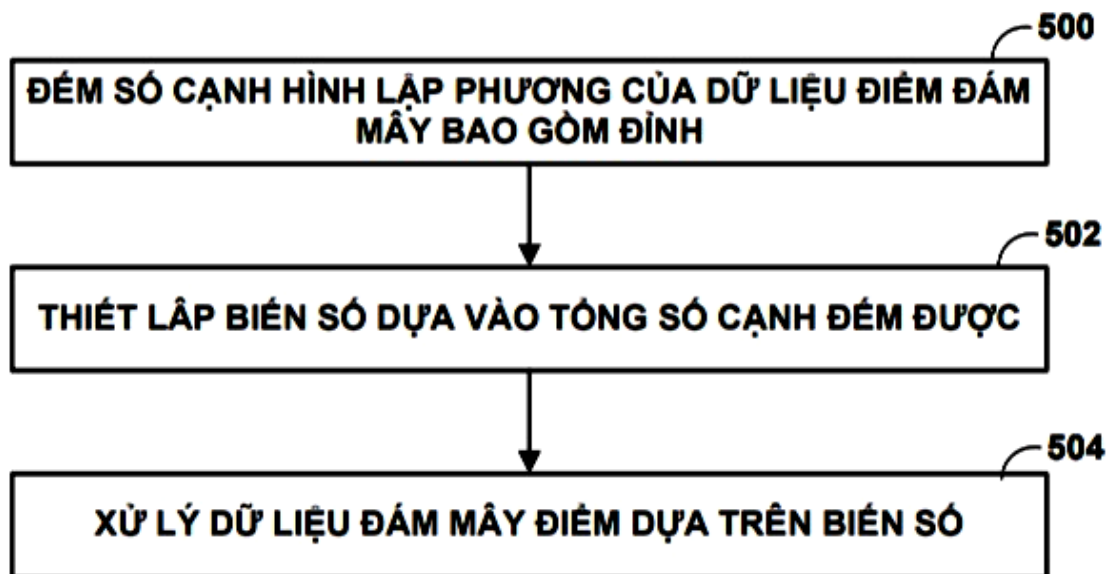 500
ĐẾM SỐ CẠNH HÌNH LẬP PHƯƠNG CỦA DỮ LIỆU ĐIỂM ĐÁM
MÂY BAO GỒM ĐỈNH
502
THIẾT LÂP BIẾN SỐ DỰA VÀO TỔNG SỐ CẠNH ĐẾM ĐƯỢC
504
XỬ LÝ DỮ LIỆU ĐÁM MÂY ĐIỂM DỰA TRÊN BIẾN SỐ